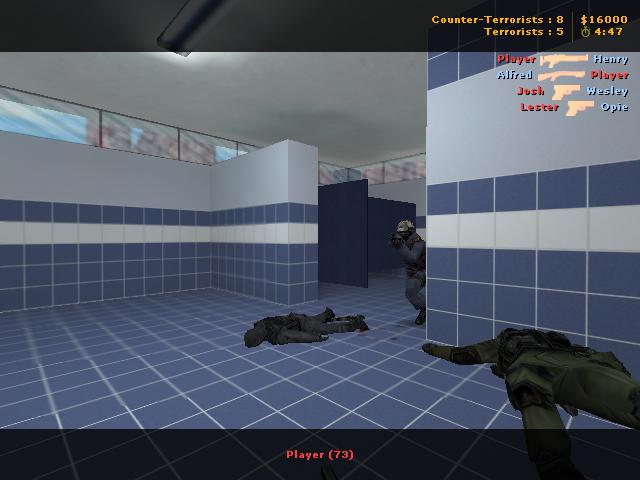 Counter-Terrorists : 8 $16000
Terrorists : 5 4:47
Player Henry
Alfred Player
Josh Wesley
Lester Opie
Player (73)